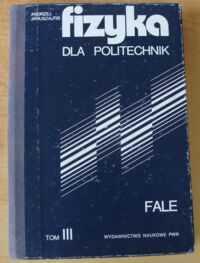 ANDRZEJ
JANUSZAJTIS
fizyka
DLA POLITECHNIK
FALE
TOM III
WYDAWNICTWO NAUKOWE PWN